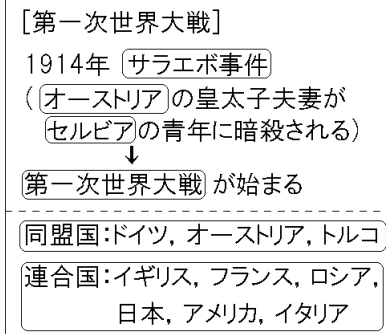 [第一次世界大戦]
1914年 サラエボ事件
(オーストリアの皇太子夫妻が
セルビアの青年に暗殺される)
↓
第一次世界大戦 が始まる
同盟国:ドイツ, オーストリア, トルコ
連合国:イギリス, フランス, ロシア,
日本, アメリカ, イタリア